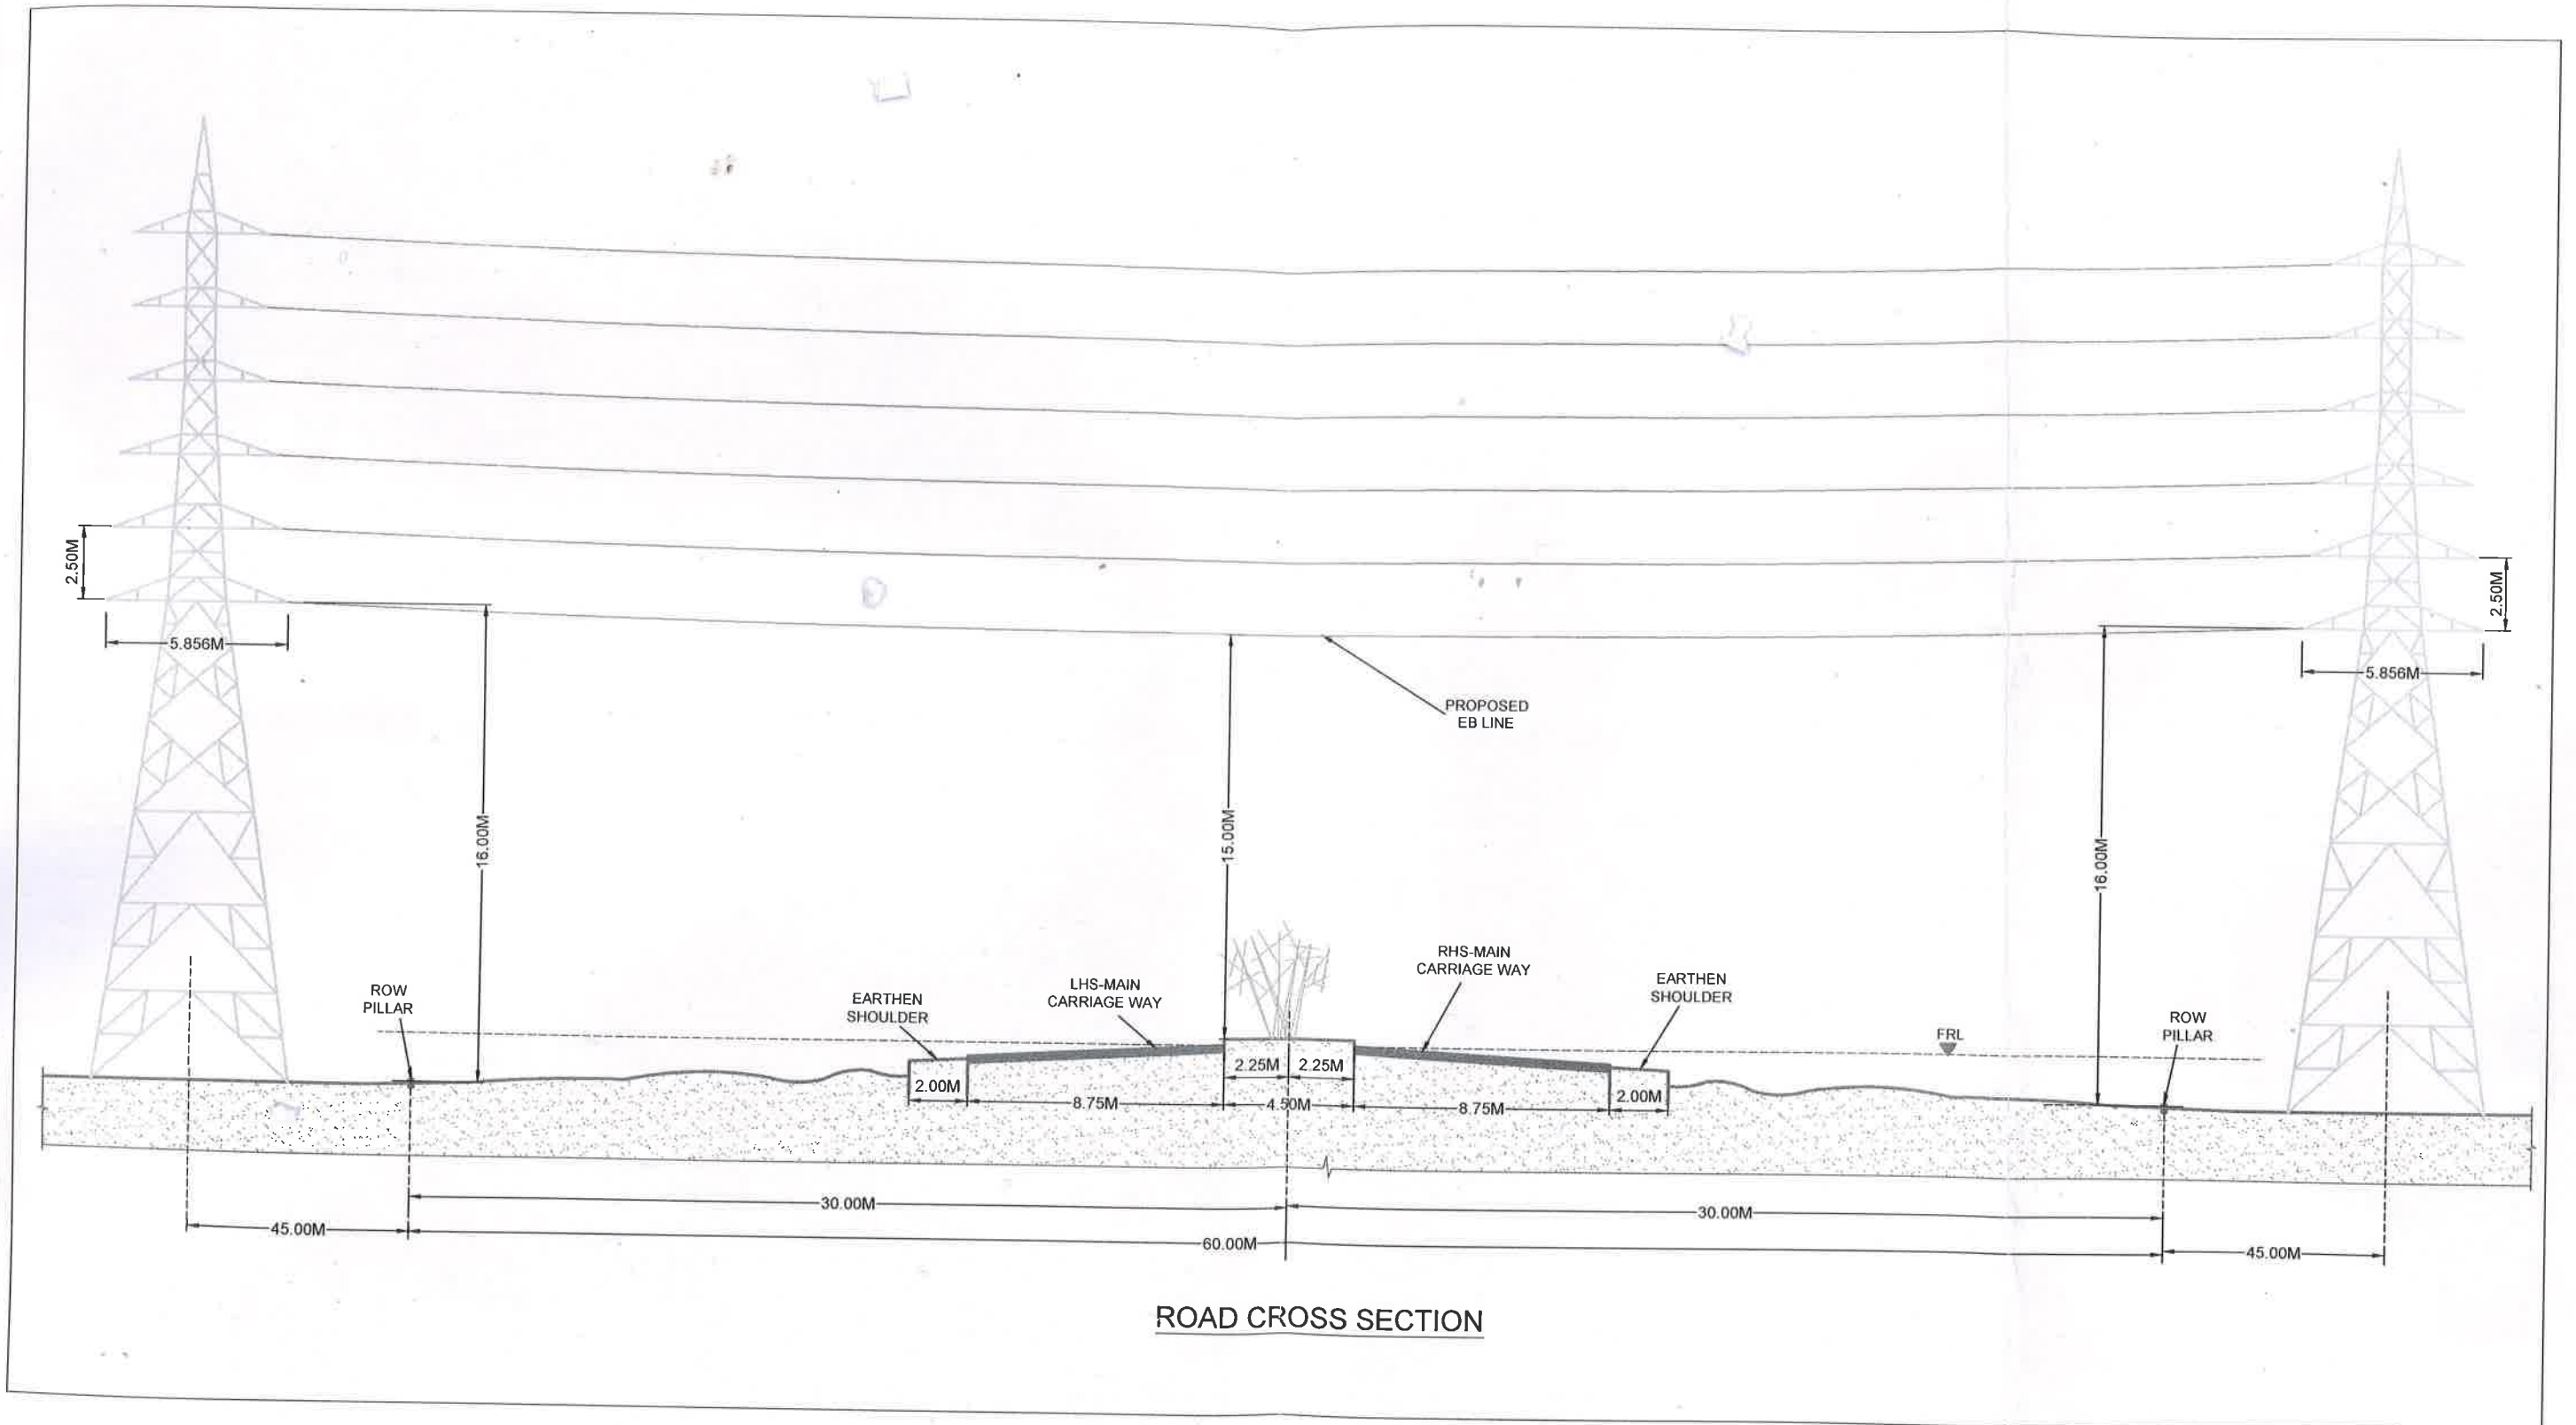 2.50M
5.856M
2.50M
5.856M
PROPOSED
EB LINE
16.00M
15.00M
16.00M
ROW
PILLAR
EARTHEN
SHOULDER
LHS-MAIN
CARRIAGE WAY
RHS-MAIN
CARRIAGE WAY
EARTHEN
SHOULDER
FRL
ROW
PILLAR
2.00M
8.75M
2.25M
2.25M
4.50M
8.75M
2.00M
30.00M
30.00M
45.00M
60.00M
45.00M
ROAD CROSS SECTION